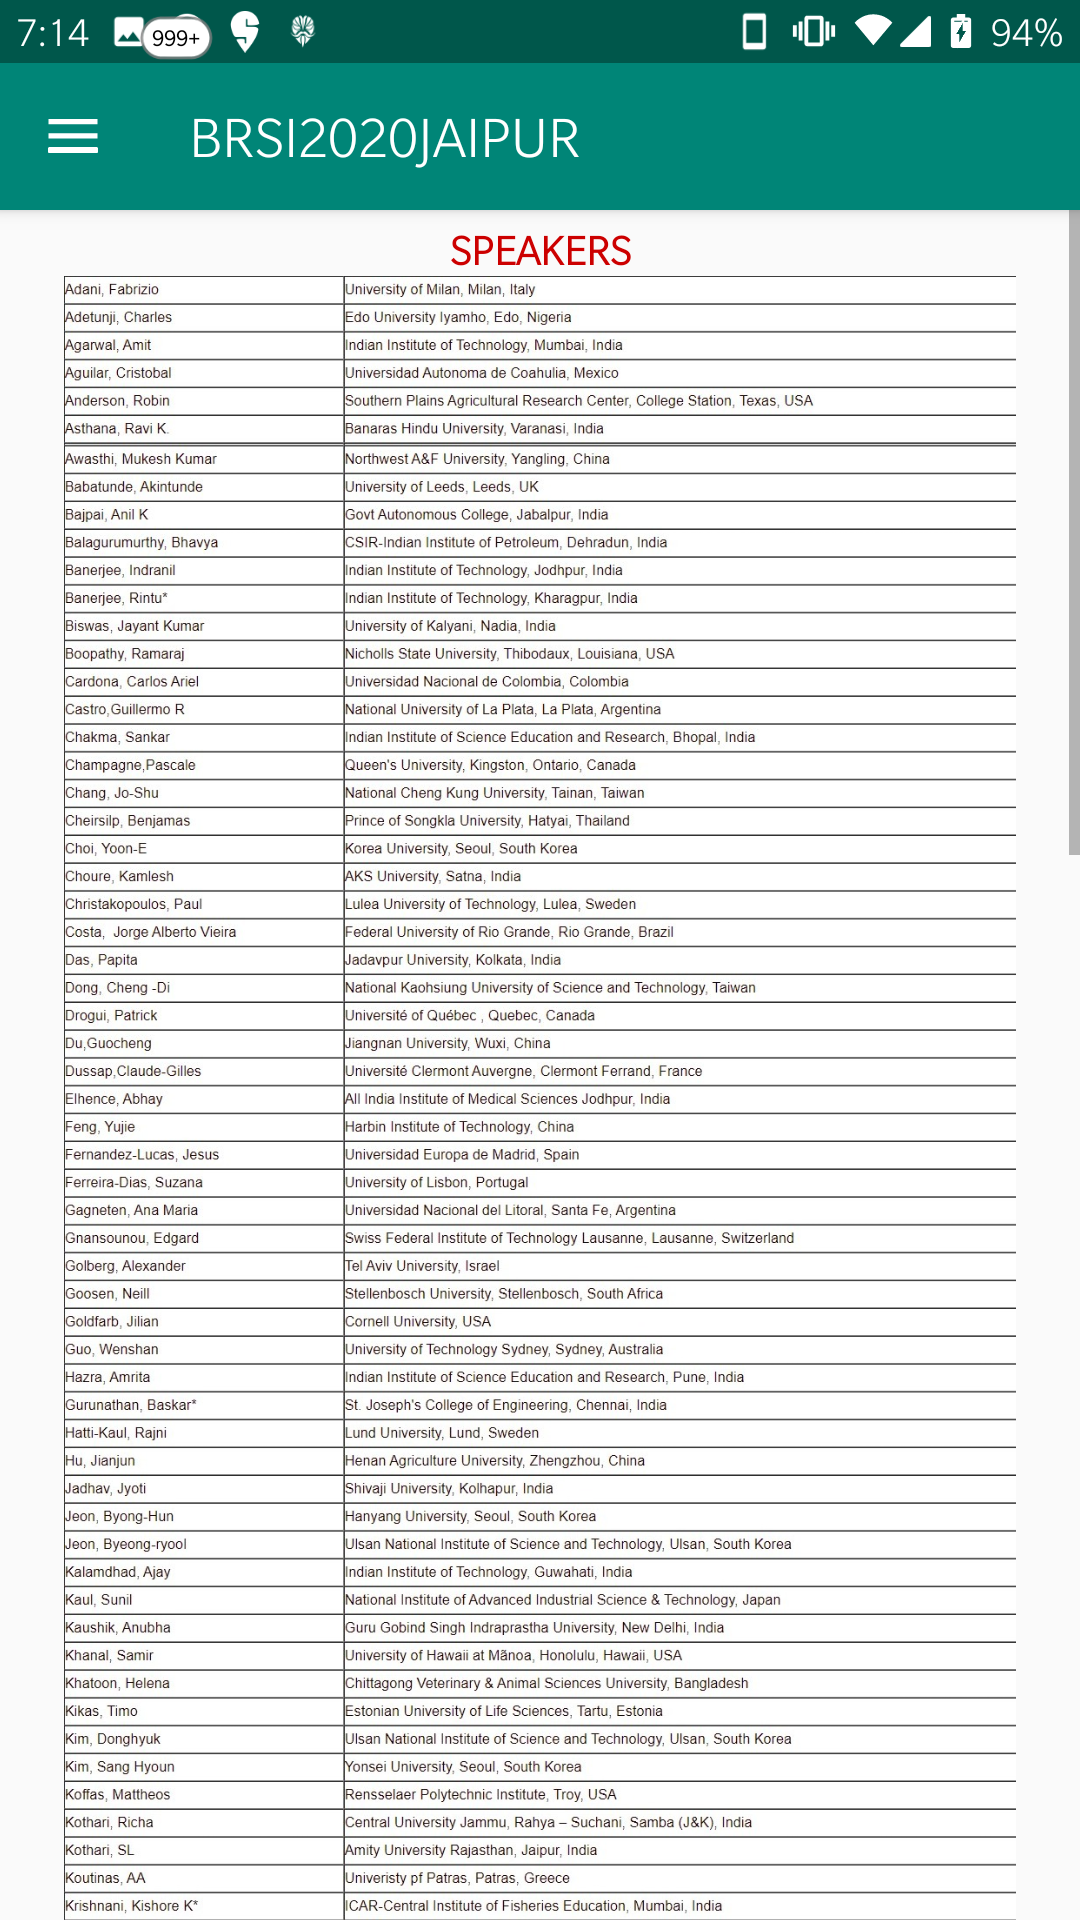 7:14 999+ 94%
BRSI2020JAIPUR
SPEAKERS
Adani, Fabrizio University of Milan, Milan, Italy
Adetunji, Charles Edo University Iyamho, Edo, Nigeria
Agarwal, Amit Indian Institute of Technology, Mumbai, India
Aguilar, Cristobal Universidad Autonoma de Coahulia, Mexico
Anderson, Robin Southern Plains Agricultural Research Center, College Station, Texas, USA
Asthana, Ravi K. Banaras Hindu University, Varanasi, India
Awasthi, Mukesh Kumar Northwest A&F University, Yangling, China
Babatunde, Akintunde University of Leeds, Leeds, UK
Bajpai, Anil K Govt Autonomous College, Jabalpur, India
Balagurumurthy, Bhavya CSIR-Indian Institute of Petroleum, Dehradun, India
Banerjee, Indranil Indian Institute of Technology, Jodhpur, India
Banerjee, Rintu* Indian Institute of Technology, Kharagpur, India
Biswas, Jayant Kumar University of Kalyani, Nadia, India
Boopathy, Ramaraj Nicholls State University, Thibodaux, Louisiana, USA
Cardona, Carlos Ariel Universidad Nacional de Colombia, Colombia
Castro,Guillermo R National University of La Plata, La Plata, Argentina
Chakma, Sankar Indian Institute of Science Education and Research, Bhopal, India
Champagne,Pascale Queen's University, Kingston, Ontario, Canada
Chang, Jo-Shu National Cheng Kung University, Tainan, Taiwan
Cheirsilp, Benjamas Prince of Songkla University, Hatyai, Thailand
Choi, Yoon-E Korea University, Seoul, South Korea
Choure, Kamlesh AKS University, Satna, India
Christakopoulos, Paul Lulea University of Technology, Lulea, Sweden
Costa, Jorge Alberto Vieira Federal University of Rio Grande, Rio Grande, Brazil
Das, Papita Jadavpur University, Kolkata, India
Dong, Cheng -Di National Kaohsiung University of Science and Technology, Taiwan
Drogui, Patrick Université of Québec , Quebec, Canada
Du,Guocheng Jiangnan University, Wuxi, China
Dussap,Claude-Gilles Université Clermont Auvergne, Clermont Ferrand, France
Elhence, Abhay All India Institute of Medical Sciences Jodhpur, India
Feng, Yujie Harbin Institute of Technology, China
Fernandez-Lucas, Jesus Universidad Europa de Madrid, Spain
Ferreira-Dias, Suzana University of Lisbon, Portugal
Gagneten, Ana Maria Universidad Nacional del Litoral, Santa Fe, Argentina
Gnansounou, Edgard Swiss Federal Institute of Technology Lausanne, Lausanne, Switzerland
Golberg, Alexander Tel Aviv University, Israel
Goosen, Neill Stellenbosch University, Stellenbosch, South Africa
Goldfarb, Jilian Cornell University, USA
Guo, Wenshan University of Technology Sydney, Sydney, Australia
Hazra, Amrita Indian Institute of Science Education and Research, Pune, India
Gurunathan, Baskar* St. Joseph's College of Engineering, Chennai, India
Hatti-Kaul, Rajni Lund University, Lund, Sweden
Hu, Jianjun Henan Agriculture University, Zhengzhou, China
Jadhav, Jyoti Shivaji University, Kolhapur, India
Jeon, Byong-Hun Hanyang University, Seoul, South Korea
Jeon, Byeong-ryool Ulsan National Institute of Science and Technology, Ulsan, South Korea
Kalamdhad, Ajay Indian Institute of Technology, Guwahati, India
Kaul, Sunil National Institute of Advanced Industrial Science & Technology, Japan
Kaushik, Anubha Guru Gobind Singh Indraprastha University, New Delhi, India
Khanal, Samir University of Hawaii at Mãnoa, Honolulu, Hawaii, USA
Khatoon, Helena Chittagong Veterinary & Animal Sciences University, Bangladesh
Kikas, Timo Estonian University of Life Sciences, Tartu, Estonia
Kim, Donghyuk Ulsan National Institute of Science and Technology, Ulsan, South Korea
Kim, Sang Hyoun Yonsei University, Seoul, South Korea
Koffas, Mattheos Rensselaer Polytechnic Institute, Troy, USA
Kothari, Richa Central University Jammu, Rahya – Suchani, Samba (J&K), India
Kothari, SL Amity University Rajasthan, Jaipur, India
Koutinas, AA Univeristy pf Patras, Patras, Greece
Krishnani, Kishore K* ICAR-Central Institute of Fisheries Education, Mumbai, India